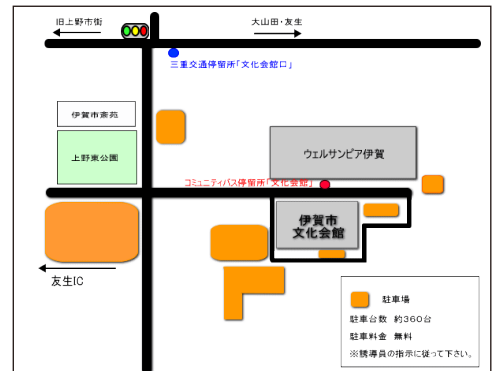 旧上野市街
大山田・友生
三重交通停留所「文化会館口」
伊賀市斎苑
上野東公園
ウェルサンピア伊賀
コミュニティバス停留所「文化会館」
伊賀市
文化会館
友生IC
駐車場
駐車台数 約360台
駐車料金 無料
※誘導員の指示に従って下さい。